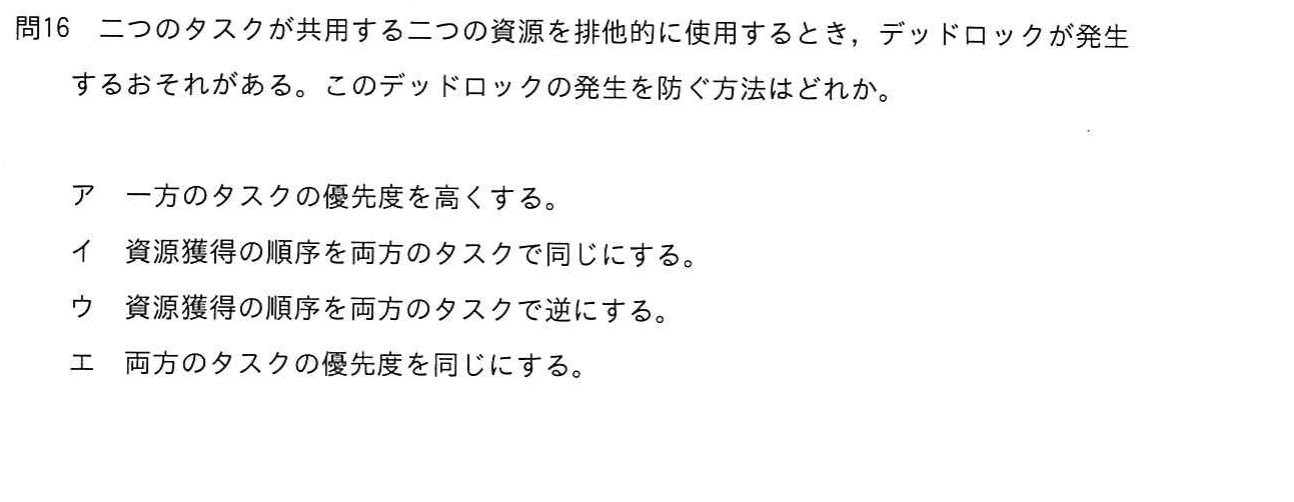 問16 二つのタスクが共用する二つの資源を排他的に使用するとき，デッドロックが発生
するおそれがある。このデッドロックの発生を防ぐ方法はどれか。
ア 一方のタスクの優先度を高くする。
イ 資源獲得の順序を両方のタスクで同じにする。
ウ 資源獲得の順序を両方のタスクで逆にする。
エ 両方のタスクの優先度を同じにする。